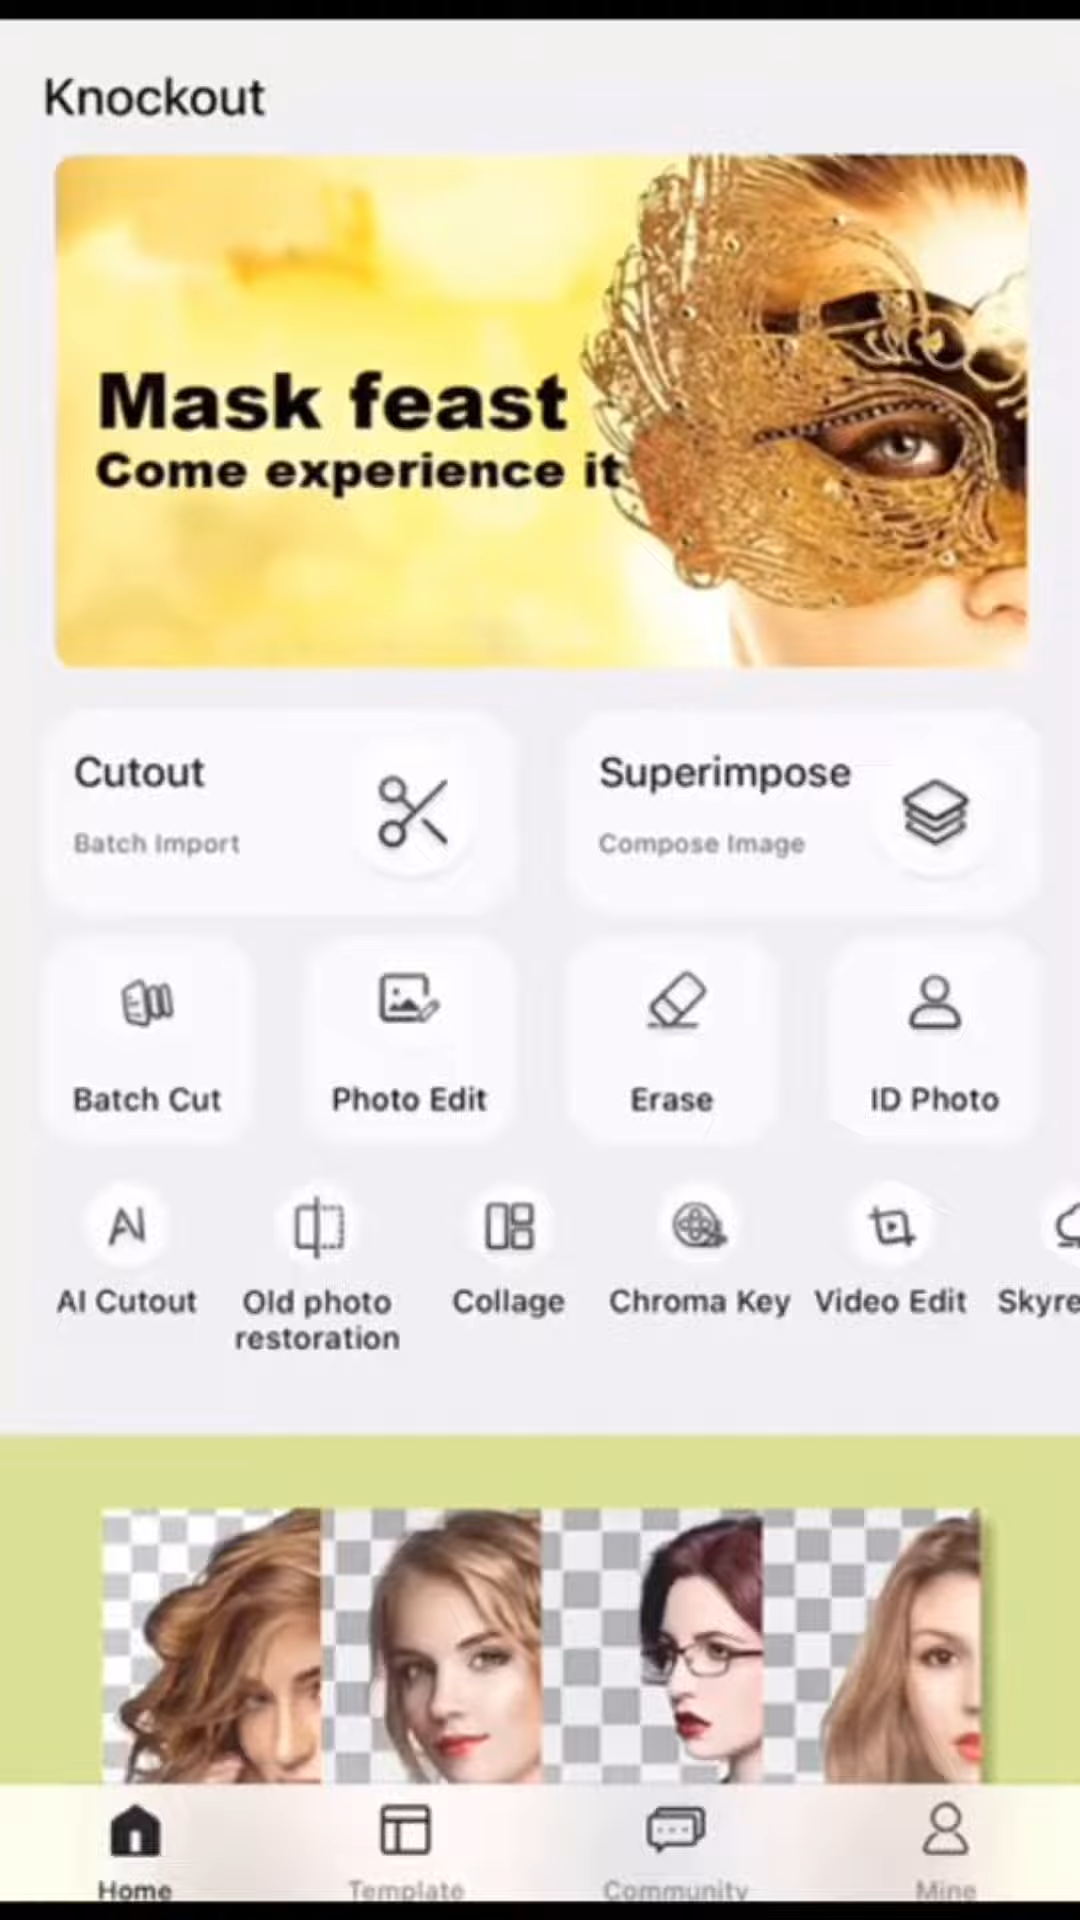 Knockout
Mask feast
Come experience it
Cutout
Batch Import
Superimpose
Compose Image
Batch Cut
Photo Edit
Erase
ID Photo
AI Cutout
Old photo
restoration
Collage
Chroma Key
Video Edit
Skyre
Home
Template
Community
Mine